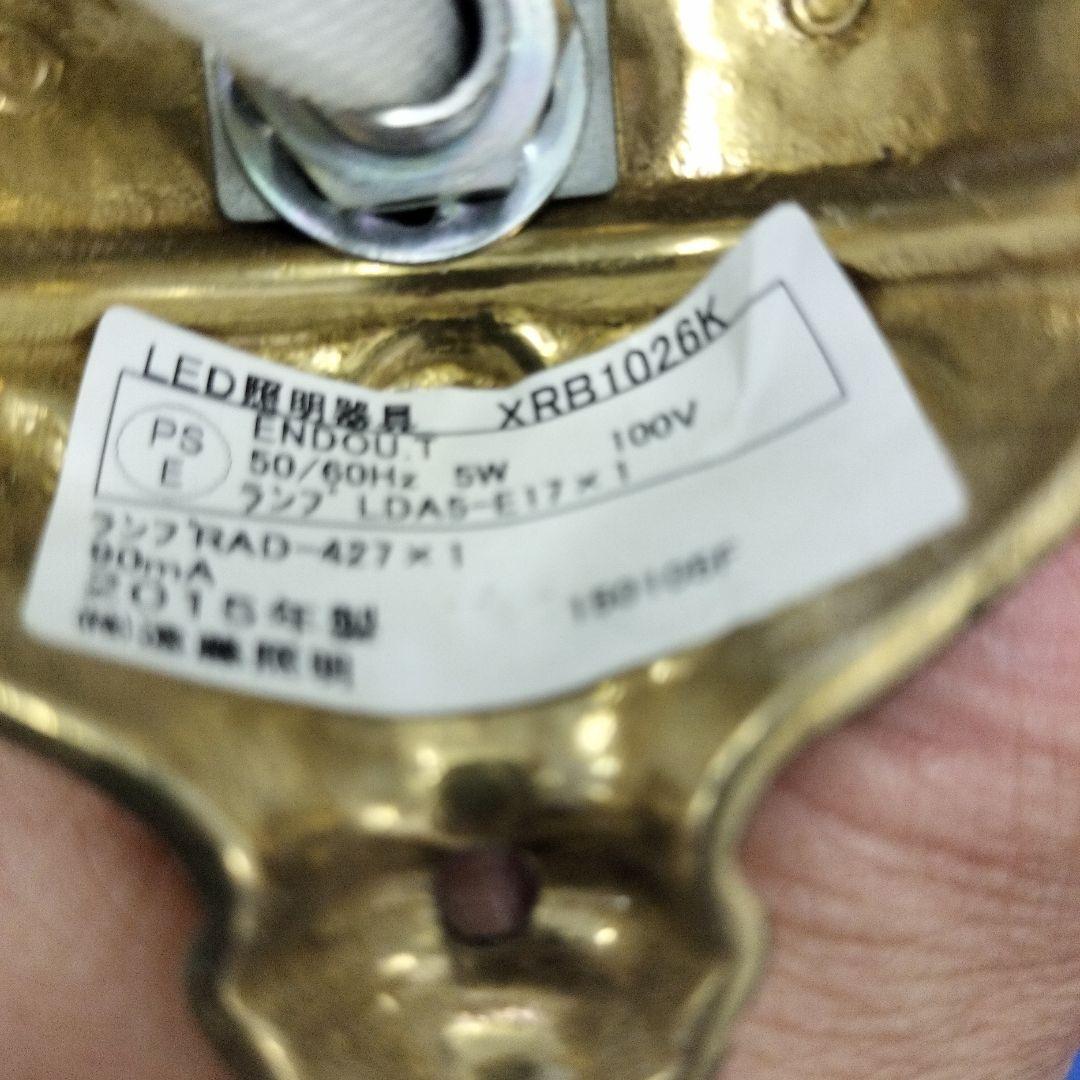 LED照明器具 XRB1026K
PS
E
ENDOU.T
50/60Hz 5W 100V
ランプ LDA5-E17×1
ランプRAD-427×1
90mA
2015年製
(株)遠藤照明